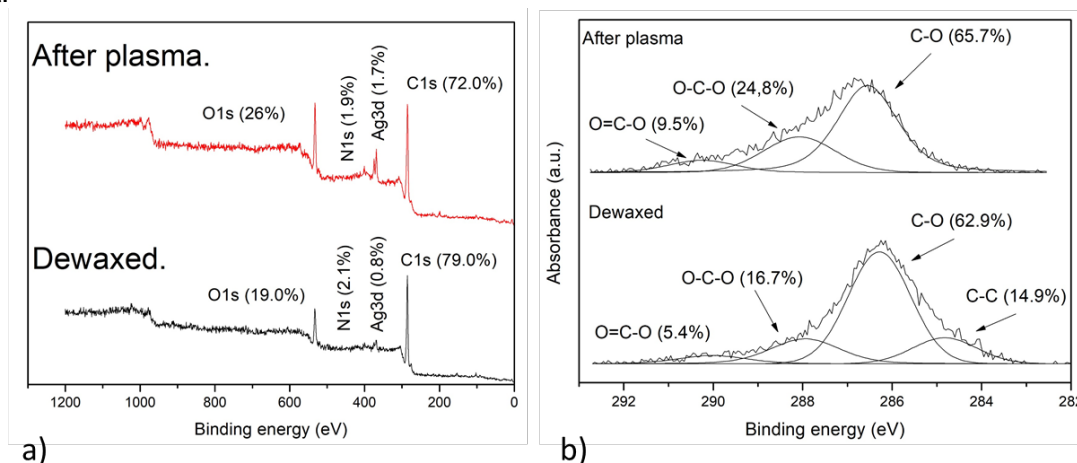 After plasma.
O1s (26%)
N1s (1.9%)
Ag3d (1.7%)
C1s (72.0%)
Dewaxed.
O1s (19.0%)
N1s (2.1%)
Ag3d (0.8%)
C1s (79.0%)
1200 1000 800 600 400 200 0
Binding energy (eV)
a)
After plasma
C-O (65.7%)
O-C-O (24,8%)
O=C-O (9.5%)
Dewaxed
C-O (62.9%)
O-C-O (16.7%)
C-C (14.9%)
O=C-O (5.4%)
Absorbance (a.u.)
292 290 288 286 284 282
Binding energy (eV)
b)